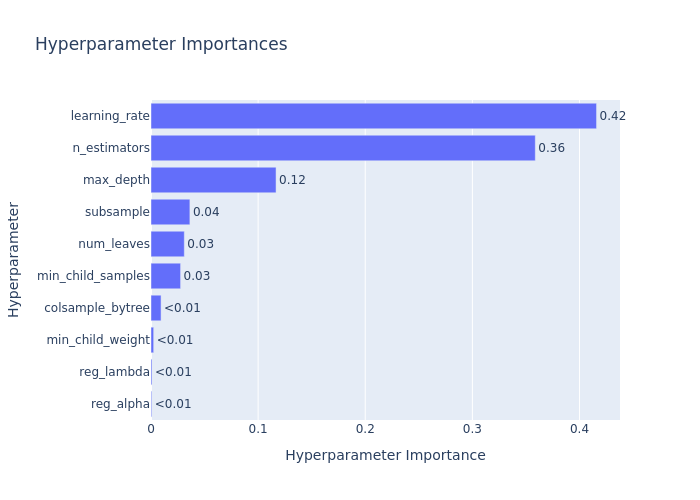 Hyperparameter Importances
Hyperparameter
learning_rate 0.42
n_estimators 0.36
max_depth 0.12
subsample 0.04
num_leaves 0.03
min_child_samples 0.03
colsample_bytree <0.01
min_child_weight <0.01
reg_lambda <0.01
reg_alpha <0.01
0 0.1 0.2 0.3 0.4
Hyperparameter Importance